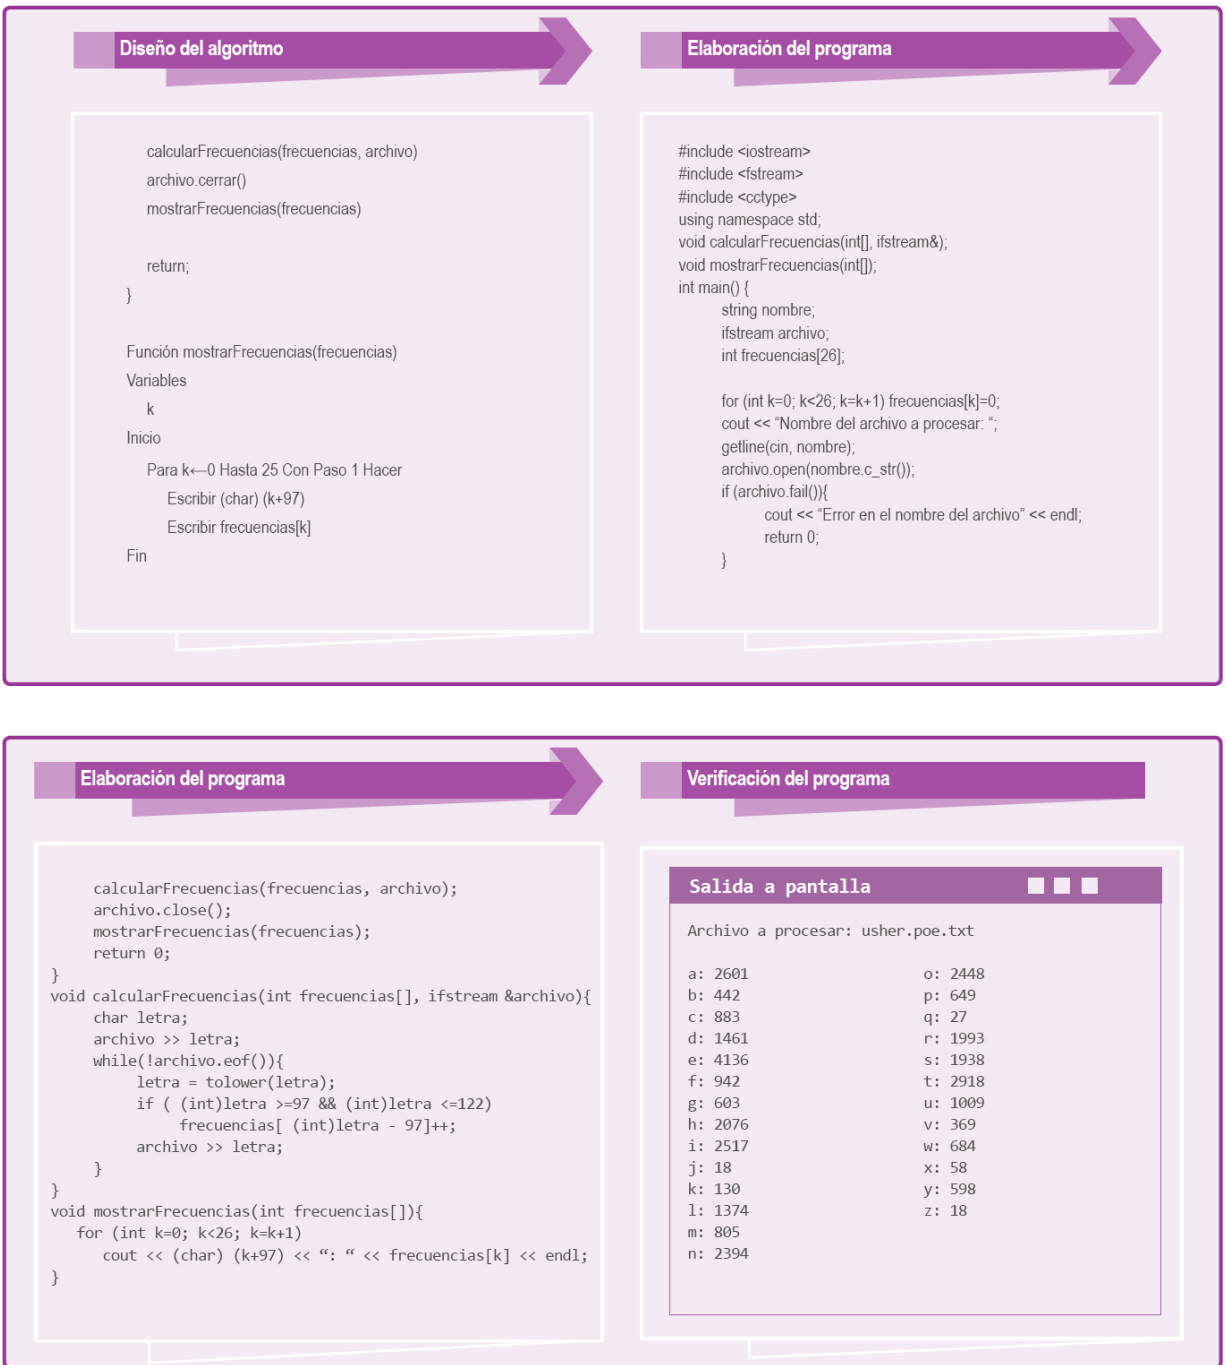 Diseño del algoritmo
calcularFrecuencias(frecuencias, archivo)
archivo.cerrar()
mostrarFrecuencias(frecuencias)
return;
}
Función mostrarFrecuencias(frecuencias)
Variables
k
Inicio
Para k←0 Hasta 25 Con Paso 1 Hacer
Escribir (char) (k+97)
Escribir frecuencias[k]
Fin
Elaboración del programa
#include <iostream>
#include <fstream>
#include <cctype>
using namespace std;
void calcularFrecuencias(int[], ifstream&);
void mostrarFrecuencias(int[]);
int main() {
string nombre;
ifstream archivo;
int frecuencias[26];
for (int k=0; k<26; k=k+1) frecuencias[k]=0;
cout << “Nombre del archivo a procesar: “;
getline(cin, nombre);
archivo.open(nombre.c_str());
if (archivo.fail()){
cout << “Error en el nombre del archivo” << endl;
return 0;
}
Elaboración del programa
calcularFrecuencias(frecuencias, archivo);
archivo.close();
mostrarFrecuencias(frecuencias);
return 0;
}
void calcularFrecuencias(int frecuencias[], ifstream &archivo){
char letra;
archivo >> letra;
while(!archivo.eof()){
letra = tolower(letra);
if ( (int)letra >=97 && (int)letra <=122)
frecuencias[ (int)letra - 97]++;
archivo >> letra;
}
}
void mostrarFrecuencias(int frecuencias[]){
for (int k=0; k<26; k=k+1)
cout << (char) (k+97) << “: “ << frecuencias[k] << endl;
}
Verificación del programa
Salida a pantalla
Archivo a procesar: usher.poe.txt
a: 2601
b: 442
c: 883
d: 1461
e: 4136
f: 942
g: 603
h: 2076
i: 2517
j: 18
k: 130
l: 1374
m: 805
n: 2394
o: 2448
p: 649
q: 27
r: 1993
s: 1938
t: 2918
u: 1009
v: 369
w: 684
x: 58
y: 598
z: 18